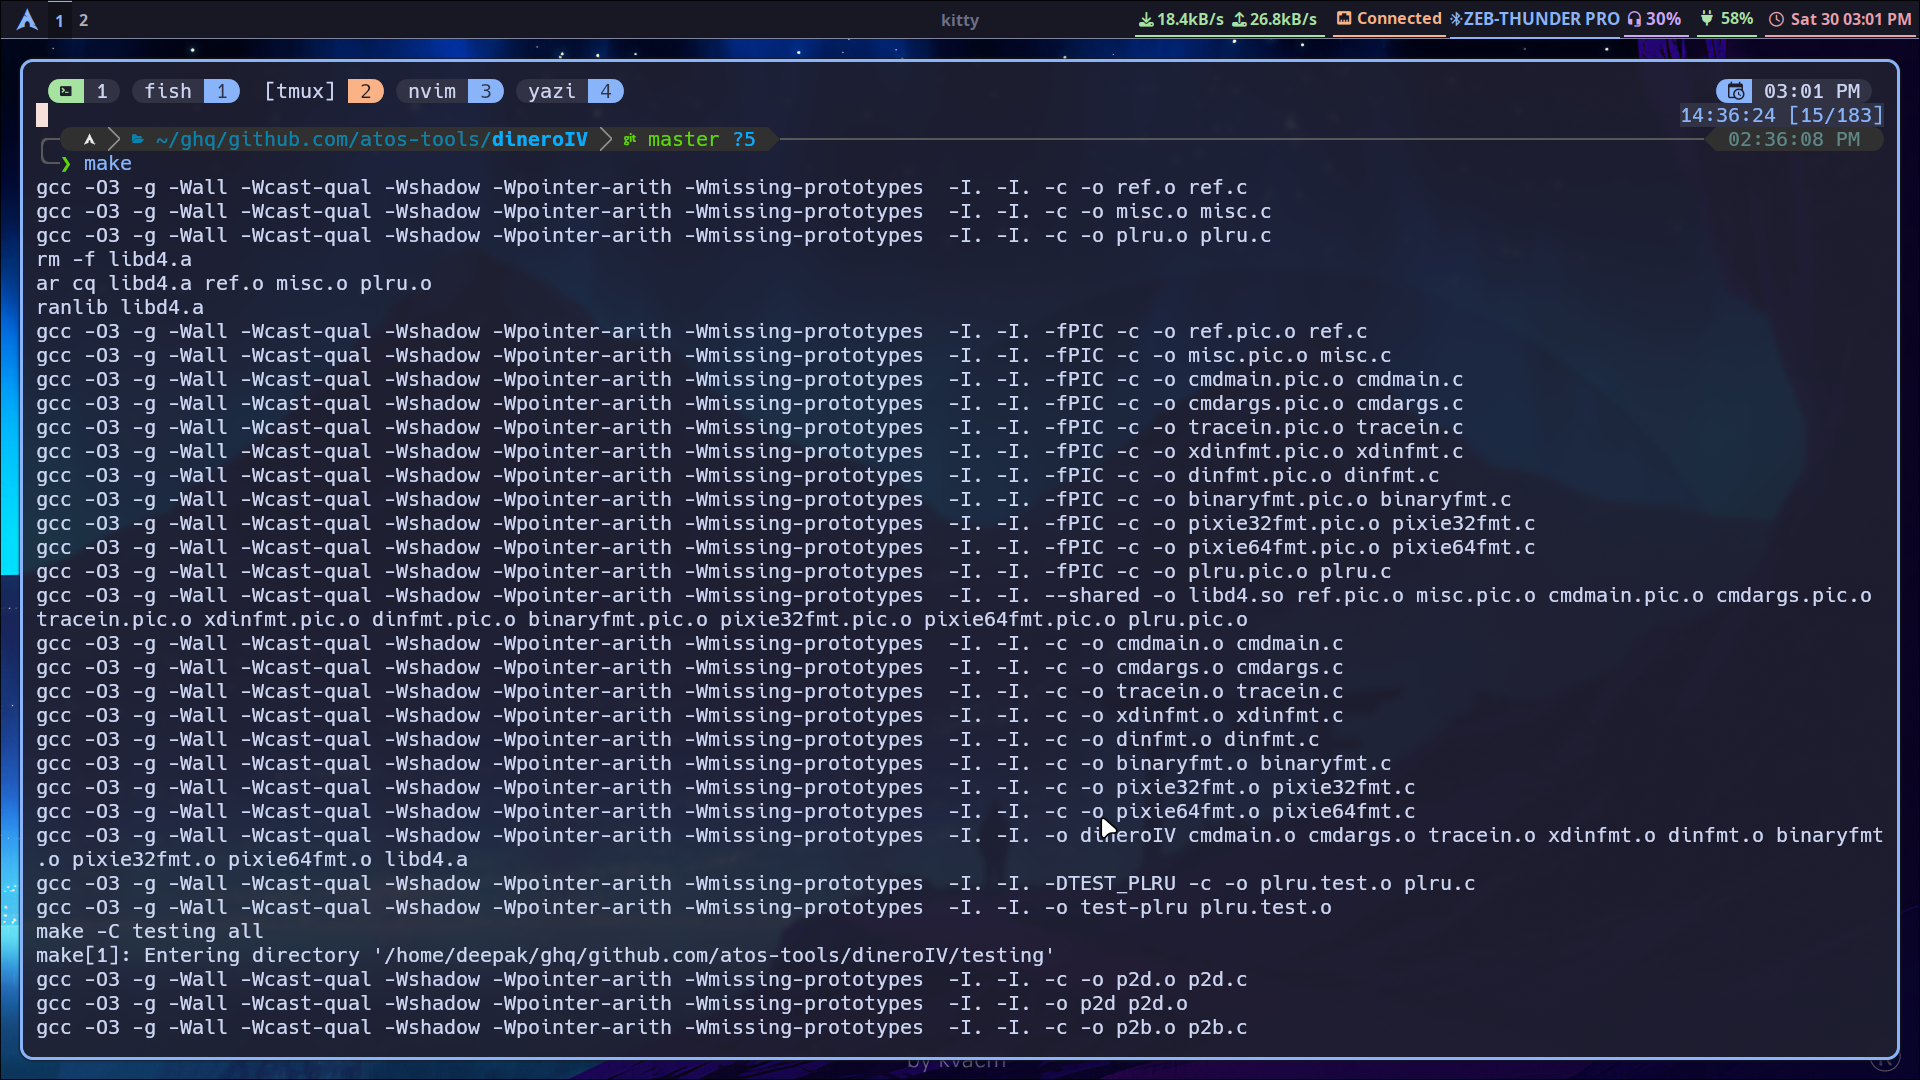 1 2 kitty 18.4kB/s 26.8kB/s Connected ZEB-THUNDER PRO 30% 58% Sat 30 03:01 PM
1 fish 1 [tmux] 2 nvim 3 yazi 4 03:01 PM
14:36:24 [15/183]
~/ghq/github.com/atos-tools/dineroIV git master ?5 02:36:08 PM
❯ make
gcc -O3 -g -Wall -Wcast-qual -Wshadow -Wpointer-arith -Wmissing-prototypes  -I. -I. -c -o ref.o ref.c
gcc -O3 -g -Wall -Wcast-qual -Wshadow -Wpointer-arith -Wmissing-prototypes  -I. -I. -c -o misc.o misc.c
gcc -O3 -g -Wall -Wcast-qual -Wshadow -Wpointer-arith -Wmissing-prototypes  -I. -I. -c -o plru.o plru.c
rm -f libd4.a
ar cq libd4.a ref.o misc.o plru.o
ranlib libd4.a
gcc -O3 -g -Wall -Wcast-qual -Wshadow -Wpointer-arith -Wmissing-prototypes  -I. -I. -fPIC -c -o ref.pic.o ref.c
gcc -O3 -g -Wall -Wcast-qual -Wshadow -Wpointer-arith -Wmissing-prototypes  -I. -I. -fPIC -c -o misc.pic.o misc.c
gcc -O3 -g -Wall -Wcast-qual -Wshadow -Wpointer-arith -Wmissing-prototypes  -I. -I. -fPIC -c -o cmdmain.pic.o cmdmain.c
gcc -O3 -g -Wall -Wcast-qual -Wshadow -Wpointer-arith -Wmissing-prototypes  -I. -I. -fPIC -c -o cmdargs.pic.o cmdargs.c
gcc -O3 -g -Wall -Wcast-qual -Wshadow -Wpointer-arith -Wmissing-prototypes  -I. -I. -fPIC -c -o tracein.pic.o tracein.c
gcc -O3 -g -Wall -Wcast-qual -Wshadow -Wpointer-arith -Wmissing-prototypes  -I. -I. -fPIC -c -o xdinfmt.pic.o xdinfmt.c
gcc -O3 -g -Wall -Wcast-qual -Wshadow -Wpointer-arith -Wmissing-prototypes  -I. -I. -fPIC -c -o dinfmt.pic.o dinfmt.c
gcc -O3 -g -Wall -Wcast-qual -Wshadow -Wpointer-arith -Wmissing-prototypes  -I. -I. -fPIC -c -o binaryfmt.pic.o binaryfmt.c
gcc -O3 -g -Wall -Wcast-qual -Wshadow -Wpointer-arith -Wmissing-prototypes  -I. -I. -fPIC -c -o pixie32fmt.pic.o pixie32fmt.c
gcc -O3 -g -Wall -Wcast-qual -Wshadow -Wpointer-arith -Wmissing-prototypes  -I. -I. -fPIC -c -o pixie64fmt.pic.o pixie64fmt.c
gcc -O3 -g -Wall -Wcast-qual -Wshadow -Wpointer-arith -Wmissing-prototypes  -I. -I. -fPIC -c -o plru.pic.o plru.c
gcc -O3 -g -Wall -Wcast-qual -Wshadow -Wpointer-arith -Wmissing-prototypes  -I. -I. --shared -o libd4.so ref.pic.o misc.pic.o cmdmain.pic.o cmdargs.pic.o
tracein.pic.o xdinfmt.pic.o dinfmt.pic.o binaryfmt.pic.o pixie32fmt.pic.o pixie64fmt.pic.o plru.pic.o
gcc -O3 -g -Wall -Wcast-qual -Wshadow -Wpointer-arith -Wmissing-prototypes  -I. -I. -c -o cmdmain.o cmdmain.c
gcc -O3 -g -Wall -Wcast-qual -Wshadow -Wpointer-arith -Wmissing-prototypes  -I. -I. -c -o cmdargs.o cmdargs.c
gcc -O3 -g -Wall -Wcast-qual -Wshadow -Wpointer-arith -Wmissing-prototypes  -I. -I. -c -o tracein.o tracein.c
gcc -O3 -g -Wall -Wcast-qual -Wshadow -Wpointer-arith -Wmissing-prototypes  -I. -I. -c -o xdinfmt.o xdinfmt.c
gcc -O3 -g -Wall -Wcast-qual -Wshadow -Wpointer-arith -Wmissing-prototypes  -I. -I. -c -o dinfmt.o dinfmt.c
gcc -O3 -g -Wall -Wcast-qual -Wshadow -Wpointer-arith -Wmissing-prototypes  -I. -I. -c -o binaryfmt.o binaryfmt.c
gcc -O3 -g -Wall -Wcast-qual -Wshadow -Wpointer-arith -Wmissing-prototypes  -I. -I. -c -o pixie32fmt.o pixie32fmt.c
gcc -O3 -g -Wall -Wcast-qual -Wshadow -Wpointer-arith -Wmissing-prototypes  -I. -I. -c -o pixie64fmt.o pixie64fmt.c
gcc -O3 -g -Wall -Wcast-qual -Wshadow -Wpointer-arith -Wmissing-prototypes  -I. -I. -o dineroIV cmdmain.o cmdargs.o tracein.o xdinfmt.o dinfmt.o binaryfmt
.o pixie32fmt.o pixie64fmt.o libd4.a
gcc -O3 -g -Wall -Wcast-qual -Wshadow -Wpointer-arith -Wmissing-prototypes  -I. -I. -DTEST_PLRU -c -o plru.test.o plru.c
gcc -O3 -g -Wall -Wcast-qual -Wshadow -Wpointer-arith -Wmissing-prototypes  -I. -I. -o test-plru plru.test.o
make -C testing all
make[1]: Entering directory '/home/deepak/ghq/github.com/atos-tools/dineroIV/testing'
gcc -O3 -g -Wall -Wcast-qual -Wshadow -Wpointer-arith -Wmissing-prototypes  -I. -I. -c -o p2d.o p2d.c
gcc -O3 -g -Wall -Wcast-qual -Wshadow -Wpointer-arith -Wmissing-prototypes  -I. -I. -o p2d p2d.o
gcc -O3 -g -Wall -Wcast-qual -Wshadow -Wpointer-arith -Wmissing-prototypes  -I. -I. -c -o p2b.o p2b.c